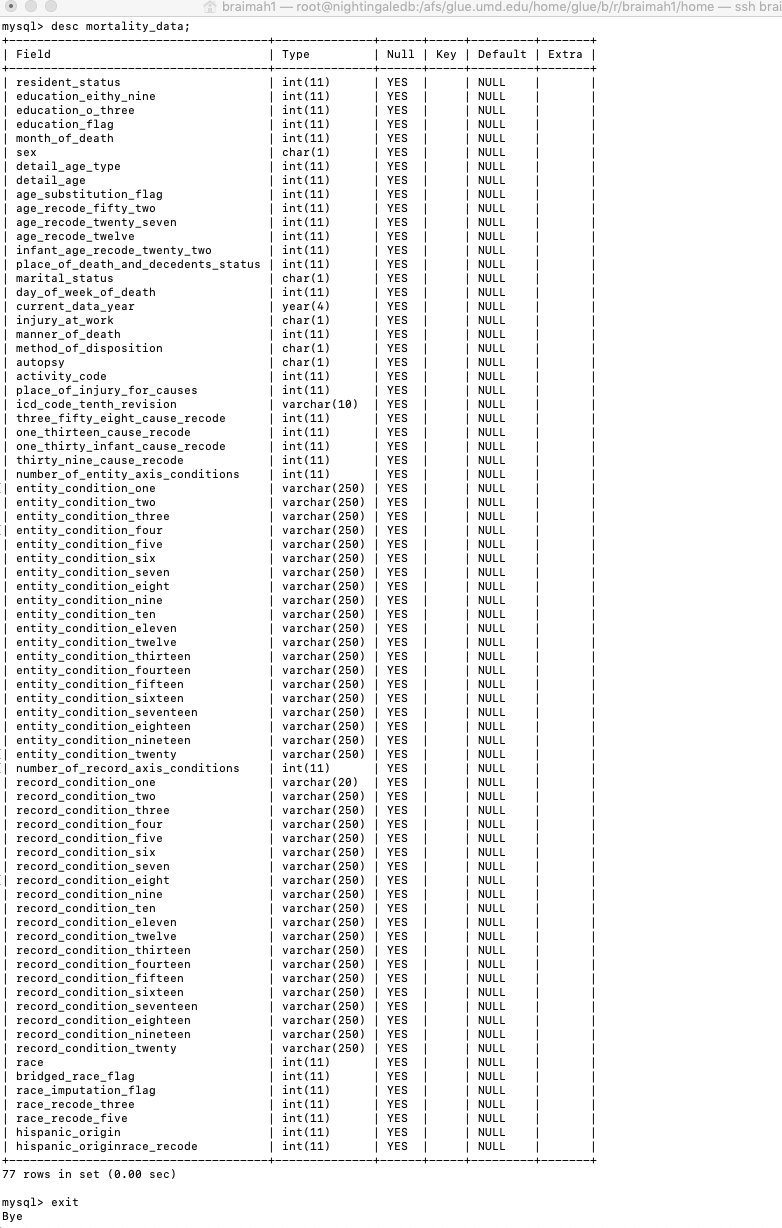 braimah1 — root@nightingaledb:/afs/glue.umd.edu/home/glue/b/r/braimah1/home — ssh brai
mysql> desc mortality_data;
+------------------------------------+--------------+------+-----+---------+-------+
| Field | Type | Null | Key | Default | Extra |
+------------------------------------+--------------+------+-----+---------+-------+
| resident_status | int(11) | YES | | NULL | |
| education_eithy_nine | int(11) | YES | | NULL | |
| education_o_three | int(11) | YES | | NULL | |
| education_flag | int(11) | YES | | NULL | |
| month_of_death | int(11) | YES | | NULL | |
| sex | char(1) | YES | | NULL | |
| detail_age_type | int(11) | YES | | NULL | |
| detail_age | int(11) | YES | | NULL | |
| age_substitution_flag | int(11) | YES | | NULL | |
| age_recode_fifty_two | int(11) | YES | | NULL | |
| age_recode_twenty_seven | int(11) | YES | | NULL | |
| age_recode_twelve | int(11) | YES | | NULL | |
| infant_age_recode_twenty_two | int(11) | YES | | NULL | |
| place_of_death_and_decedents_status | int(11) | YES | | NULL | |
| marital_status | char(1) | YES | | NULL | |
| day_of_week_of_death | int(11) | YES | | NULL | |
| current_data_year | year(4) | YES | | NULL | |
| injury_at_work | char(1) | YES | | NULL | |
| manner_of_death | int(11) | YES | | NULL | |
| method_of_disposition | char(1) | YES | | NULL | |
| autopsy | char(1) | YES | | NULL | |
| activity_code | int(11) | YES | | NULL | |
| place_of_injury_for_causes | int(11) | YES | | NULL | |
| icd_code_tenth_revision | varchar(10) | YES | | NULL | |
| three_fifty_eight_cause_recode | int(11) | YES | | NULL | |
| one_thirteen_cause_recode | int(11) | YES | | NULL | |
| one_thirty_infant_cause_recode | int(11) | YES | | NULL | |
| thirty_nine_cause_recode | int(11) | YES | | NULL | |
| number_of_entity_axis_conditions | int(11) | YES | | NULL | |
| entity_condition_one | varchar(250) | YES | | NULL | |
| entity_condition_two | varchar(250) | YES | | NULL | |
| entity_condition_three | varchar(250) | YES | | NULL | |
| entity_condition_four | varchar(250) | YES | | NULL | |
| entity_condition_five | varchar(250) | YES | | NULL | |
| entity_condition_six | varchar(250) | YES | | NULL | |
| entity_condition_seven | varchar(250) | YES | | NULL | |
| entity_condition_eight | varchar(250) | YES | | NULL | |
| entity_condition_nine | varchar(250) | YES | | NULL | |
| entity_condition_ten | varchar(250) | YES | | NULL | |
| entity_condition_eleven | varchar(250) | YES | | NULL | |
| entity_condition_twelve | varchar(250) | YES | | NULL | |
| entity_condition_thirteen | varchar(250) | YES | | NULL | |
| entity_condition_fourteen | varchar(250) | YES | | NULL | |
| entity_condition_fifteen | varchar(250) | YES | | NULL | |
| entity_condition_sixteen | varchar(250) | YES | | NULL | |
| entity_condition_seventeen | varchar(250) | YES | | NULL | |
| entity_condition_eighteen | varchar(250) | YES | | NULL | |
| entity_condition_nineteen | varchar(250) | YES | | NULL | |
| entity_condition_twenty | varchar(250) | YES | | NULL | |
| number_of_record_axis_conditions | int(11) | YES | | NULL | |
| record_condition_one | varchar(20) | YES | | NULL | |
| record_condition_two | varchar(250) | YES | | NULL | |
| record_condition_three | varchar(250) | YES | | NULL | |
| record_condition_four | varchar(250) | YES | | NULL | |
| record_condition_five | varchar(250) | YES | | NULL | |
| record_condition_six | varchar(250) | YES | | NULL | |
| record_condition_seven | varchar(250) | YES | | NULL | |
| record_condition_eight | varchar(250) | YES | | NULL | |
| record_condition_nine | varchar(250) | YES | | NULL | |
| record_condition_ten | varchar(250) | YES | | NULL | |
| record_condition_eleven | varchar(250) | YES | | NULL | |
| record_condition_twelve | varchar(250) | YES | | NULL | |
| record_condition_thirteen | varchar(250) | YES | | NULL | |
| record_condition_fourteen | varchar(250) | YES | | NULL | |
| record_condition_fifteen | varchar(250) | YES | | NULL | |
| record_condition_sixteen | varchar(250) | YES | | NULL | |
| record_condition_seventeen | varchar(250) | YES | | NULL | |
| record_condition_eighteen | varchar(250) | YES | | NULL | |
| record_condition_nineteen | varchar(250) | YES | | NULL | |
| record_condition_twenty | varchar(250) | YES | | NULL | |
| race | int(11) | YES | | NULL | |
| bridged_race_flag | int(11) | YES | | NULL | |
| race_imputation_flag | int(11) | YES | | NULL | |
| race_recode_three | int(11) | YES | | NULL | |
| race_recode_five | int(11) | YES | | NULL | |
| hispanic_origin | int(11) | YES | | NULL | |
| hispanic_originrace_recode | int(11) | YES | | NULL | |
+------------------------------------+--------------+------+-----+---------+-------+
77 rows in set (0.00 sec)
mysql> exit
Bye